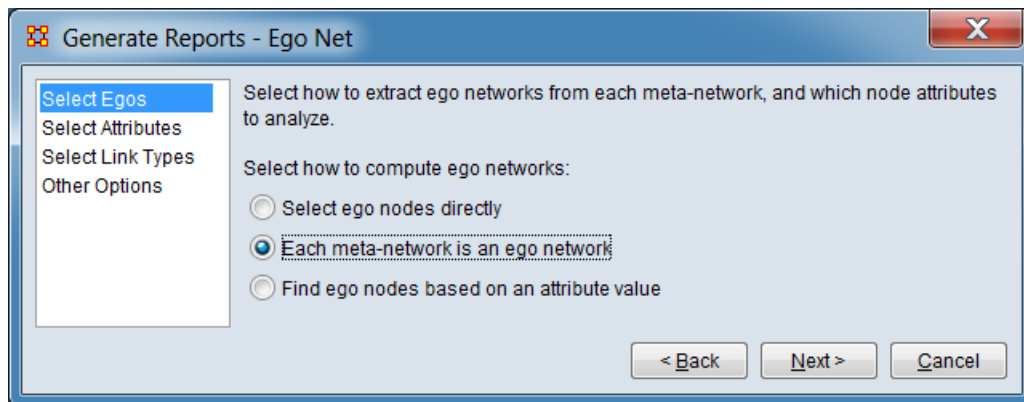 Generate Reports - Ego Net
X
Select Egos
Select Attributes
Select Link Types
Other Options
Select how to extract ego networks from each meta-network, and which node attributes
to analyze.
Select how to compute ego networks:
Select ego nodes directly
Each meta-network is an ego network
Find ego nodes based on an attribute value
< Back
Next >
Cancel